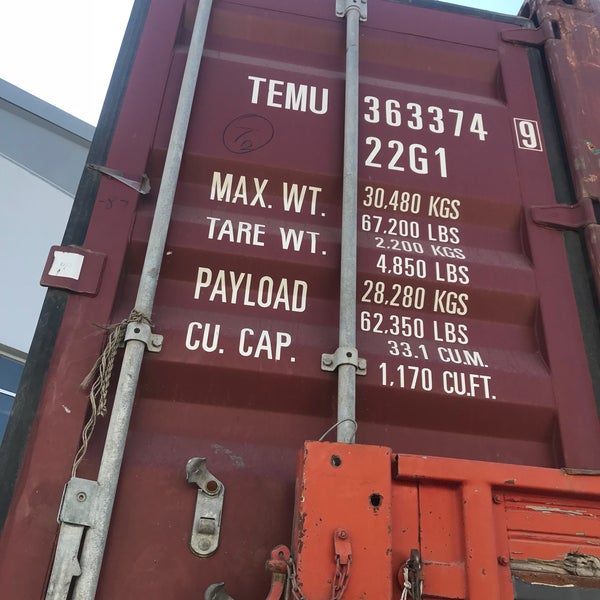 TEMU 363374 9
22G1
MAX. WT. 30,480 KGS
67,200 LBS
TARE WT. 2,200 KGS
4,850 LBS
PAYLOAD 28,280 KGS
62,350 LBS
CU. CAP. 33.1 CU.M.
1,170 CU.FT.